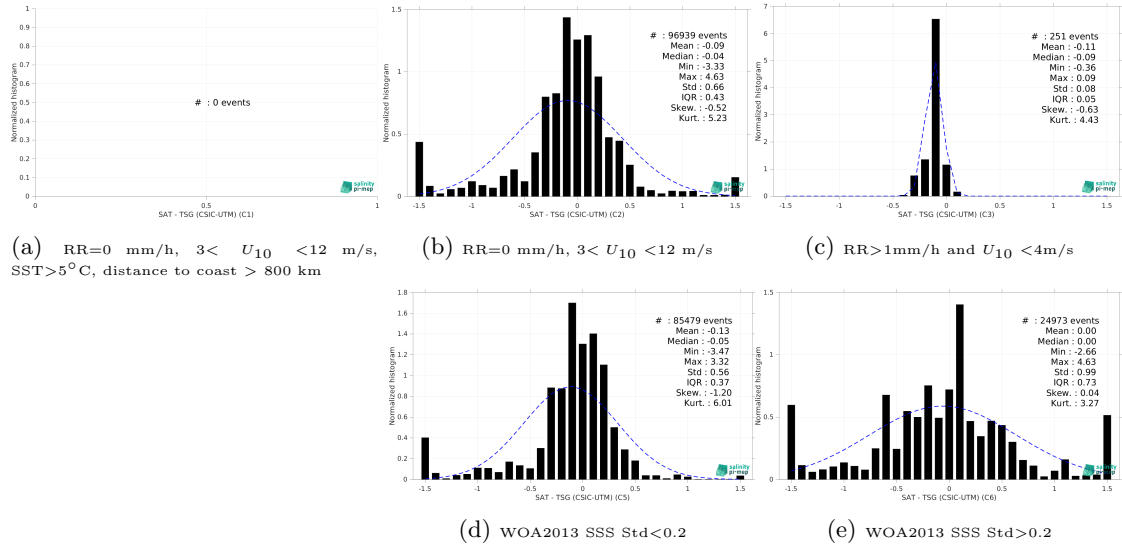 1
0.9
0.8
0.7
0.6
0.5
0.4
0.3
0.2
0.1
0
Normalized histogram
# : 0 events
salinity
pi-mep
0 1
SAT - TSG (CSIC-UTM) (C1)
(a) RR=0 mm/h, 3< U10 <12 m/s,
SST>5°C, distance to coast > 800 km
1.5
1
0.5
0
Normalized histogram
# : 96939 events
Mean : -0.09
Median : -0.04
Min : -3.33
Max : 4.63
Std : 0.66
IQR : 0.43
Skew. : -0.52
Kurt. : 5.23
salinity
pi-mep
-1.5 -1 -0.5 0 0.5 1 1.5
SAT - TSG (CSIC-UTM) (C2)
(b) RR=0 mm/h, 3< U10 <12 m/s
7
6
5
4
3
2
1
0
Normalized histogram
# : 251 events
Mean : -0.11
Median : -0.09
Min : -0.36
Max : 0.09
Std : 0.08
IQR : 0.05
Skew. : -0.63
Kurt. : 4.43
salinity
pi-mep
-1.5 -1 -0.5 0 0.5 1 1.5
SAT - TSG (CSIC-UTM) (C3)
(c) RR>1mm/h and U10 <4m/s
1.8
1.6
1.4
1.2
1
0.8
0.6
0.4
0.2
0
Normalized histogram
# : 85479 events
Mean : -0.13
Median : -0.05
Min : -3.47
Max : 3.32
Std : 0.56
IQR : 0.37
Skew. : -1.20
Kurt. : 6.01
salinity
pi-mep
-1.5 -1 -0.5 0 0.5 1 1.5
SAT - TSG (CSIC-UTM) (C5)
(d) WOA2013 SSS Std<0.2
1.5
1
0.5
0
Normalized histogram
# : 24973 events
Mean : 0.00
Median : 0.00
Min : -2.66
Max : 4.63
Std : 0.99
IQR : 0.73
Skew. : 0.04
Kurt. : 3.27
salinity
pi-mep
-1.5 -1 -0.5 0 0.5 1 1.5
SAT - TSG (CSIC-UTM) (C6)
(e) WOA2013 SSS Std>0.2